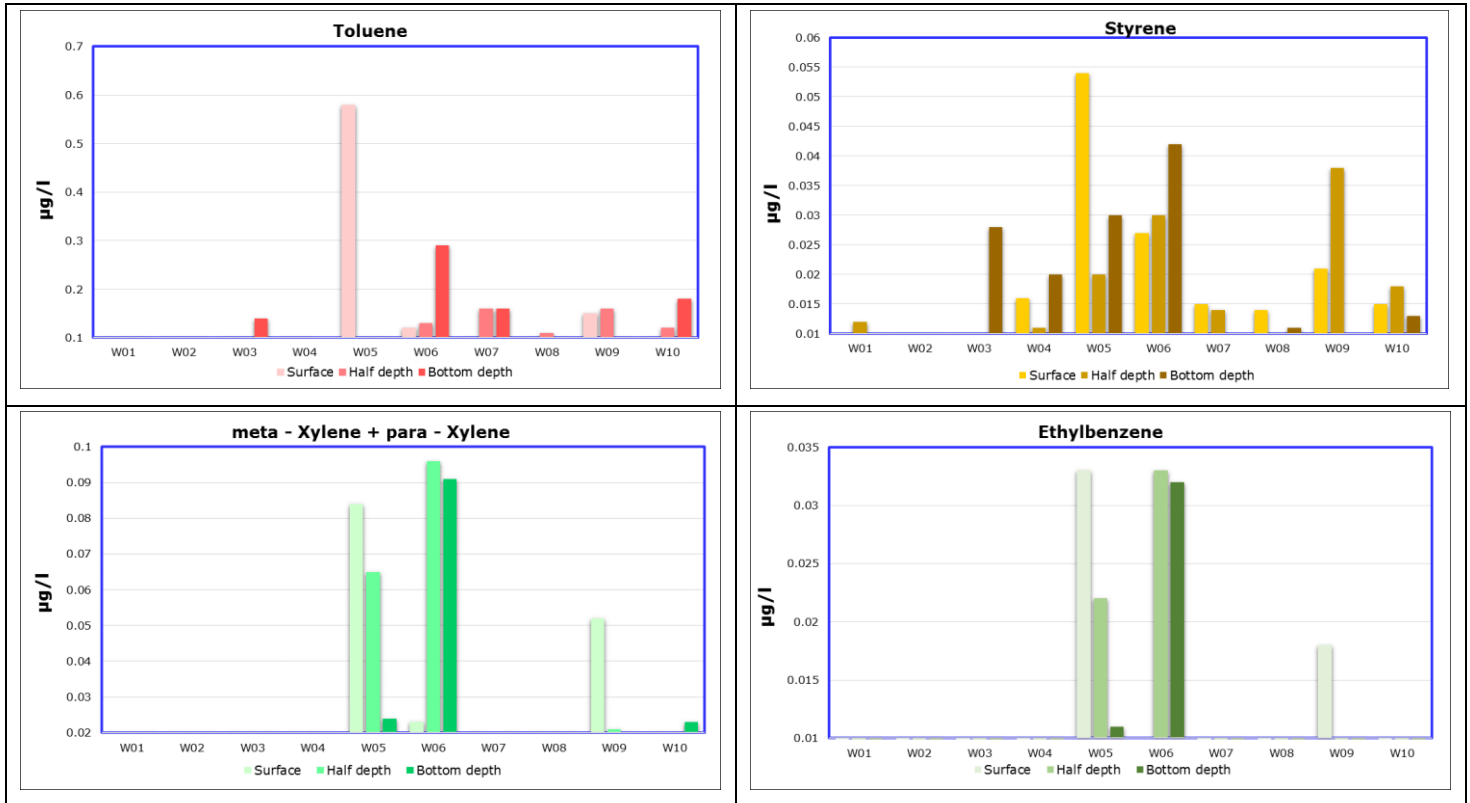 Toluene
0.7
0.6
0.5
0.4
0.3
0.2
0.1
µg/l
W01 W02 W03 W04 W05 W06 W07 W08 W09 W10
Surface Half depth Bottom depth
Styrene
0.06
0.055
0.05
0.045
0.04
0.035
0.03
0.025
0.02
0.015
0.01
µg/l
W01 W02 W03 W04 W05 W06 W07 W08 W09 W10
Surface Half depth Bottom depth
meta - Xylene + para - Xylene
0.1
0.09
0.08
0.07
0.06
0.05
0.04
0.03
0.02
µg/l
W01 W02 W03 W04 W05 W06 W07 W08 W09 W10
Surface Half depth Bottom depth
Ethylbenzene
0.035
0.03
0.025
0.02
0.015
0.01
µg/l
W01 W02 W03 W04 W05 W06 W07 W08 W09 W10
Surface Half depth Bottom depth